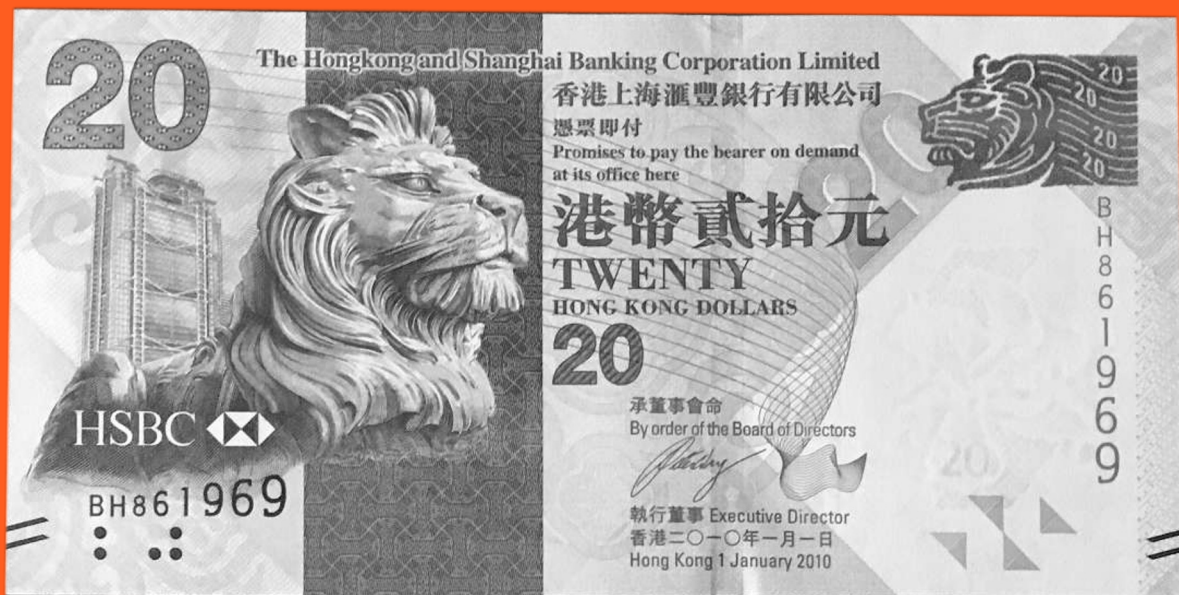 20
The Hongkong and Shanghai Banking Corporation Limited
香港上海滙豐銀行有限公司
憑票即付
Promises to pay the bearer on demand
at its office here
港幣貳拾元
TWENTY
HONG KONG DOLLARS
20
承董事會命
By order of the Board of Directors
執行董事 Executive Director
香港二〇一〇年一月一日
Hong Kong 1 January 2010
HSBC
BH861969
20
20
20
20
BH861969
20